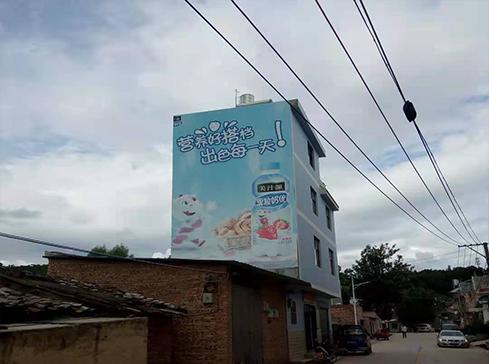 营养好搭档
出色每一天!
美汁源
果粒奶优